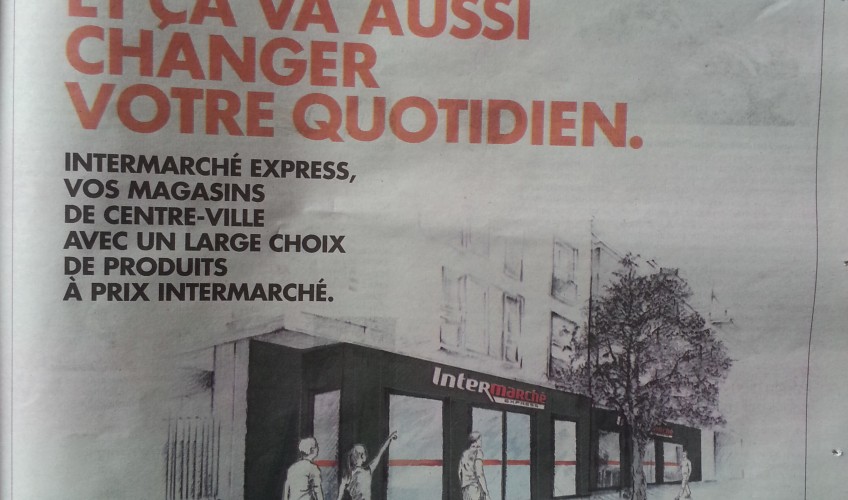 ET ÇA VA AUSSI
CHANGER
VOTRE QUOTIDIEN.
INTERMARCHÉ EXPRESS,
VOS MAGASINS
DE CENTRE-VILLE
AVEC UN LARGE CHOIX
DE PRODUITS
À PRIX INTERMARCHÉ.
Intermarché
EXPRESS